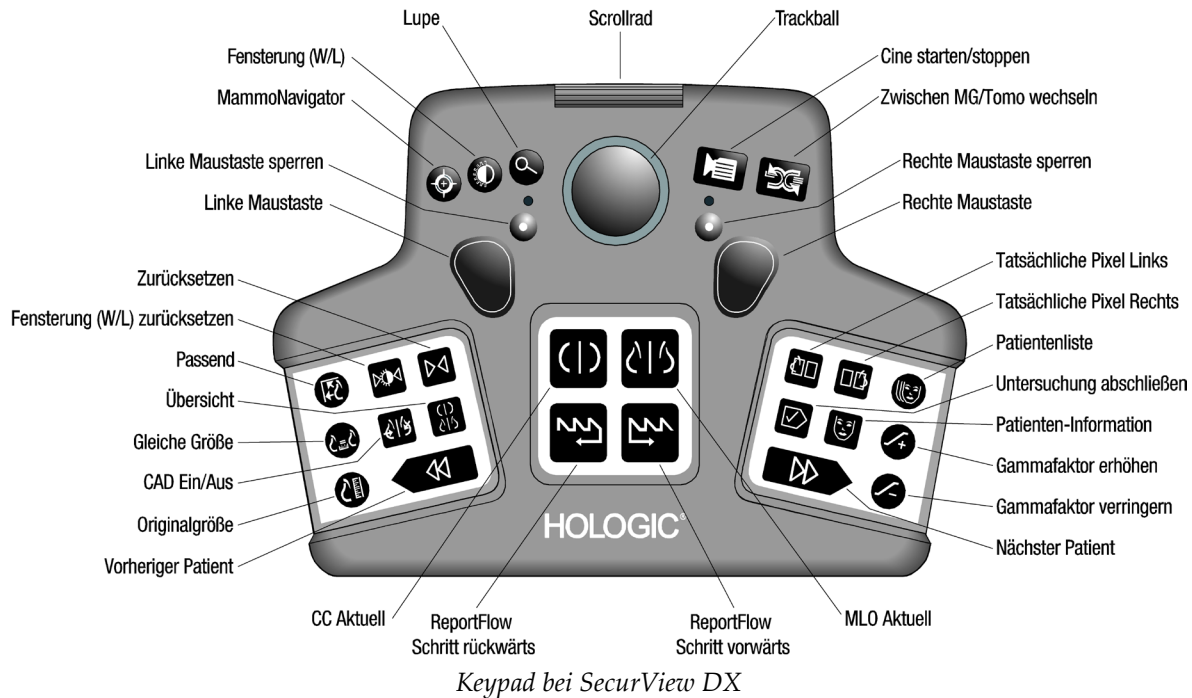 Lupe
Scrollrad
Trackball
Fensterung (W/L)
MammoNavigator
Linke Maustaste sperren
Linke Maustaste
Cine starten/stoppen
Zwischen MG/Tomo wechseln
Rechte Maustaste sperren
Rechte Maustaste
Zurücksetzen
Fensterung (W/L) zurücksetzen
Passend
Übersicht
Gleiche Größe
CAD Ein/Aus
Originalgröße
Vorheriger Patient
Tatsächliche Pixel Links
Tatsächliche Pixel Rechts
Patientenliste
Untersuchung abschließen
Patienten-Information
Gammafaktor erhöhen
Gammafaktor verringern
Nächster Patient
HOLOGIC®
CC Aktuell
ReportFlow
Schritt rückwärts
ReportFlow
Schritt vorwärts
MLO Aktuell
Keypad bei SecurView DX